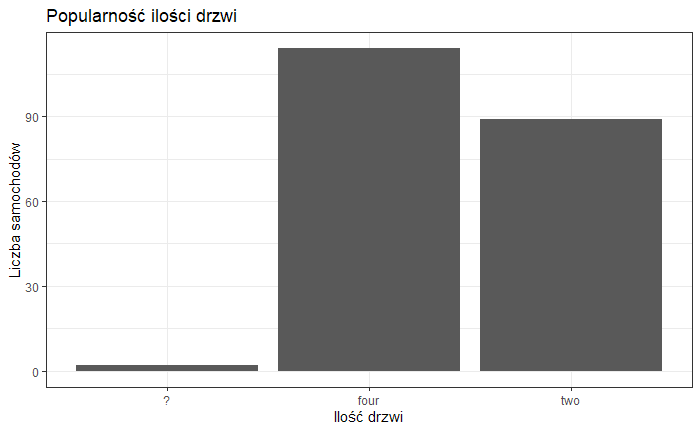 Popularność ilości drzwi
Liczba samochodów
90
60
30
0
?
four
two
Ilość drzwi